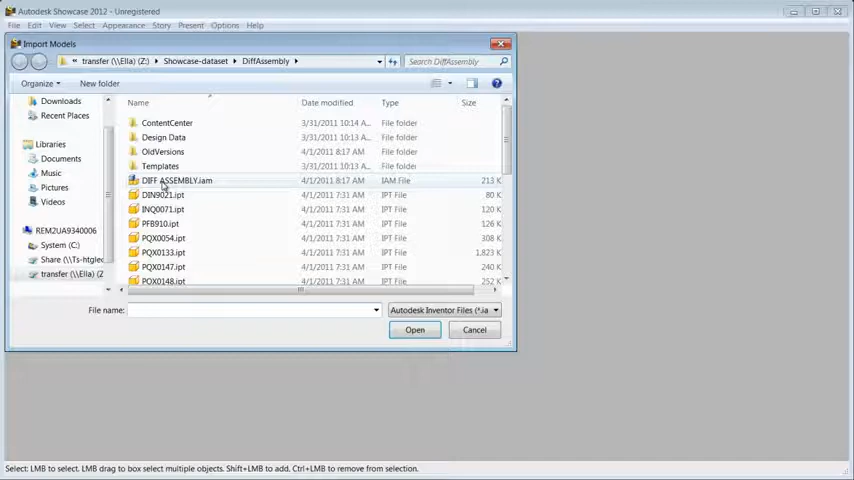 Autodesk Showcase 2012 - Unregistered
File Edit View Select Appearance Story Present Options Help
Import Models
« transfer (\\Ella) (Z:) Showcase-dataset DiffAssembly Search DiffAssembly
Organize New folder
Name Date modified Type Size
Downloads
Recent Places
Libraries
Documents
Music
Pictures
Videos
REM2UA9340006
System (C:)
Share (\\Ts-htglec
transfer (\\Ella) (Z
ContentCenter 3/31/2011 10:14 A... File folder
Design Data 3/31/2011 10:13 A... File folder
OldVersions 4/1/2011 8:17 AM File folder
Templates 3/31/2011 10:13 A... File folder
DIFF ASSEMBLY.iam 4/1/2011 8:17 AM IAM File 213 K
DIN9021.ipt 4/1/2011 7:31 AM IPT File 80 K
INQ0071.ipt 4/1/2011 7:31 AM IPT File 120 K
PFB910.ipt 4/1/2011 7:31 AM IPT File 126 K
PQX0054.ipt 4/1/2011 7:31 AM IPT File 308 K
PQX0133.ipt 4/1/2011 7:31 AM IPT File 1,823 K
PQX0147.ipt 4/1/2011 7:31 AM IPT File 240 K
PQX0148.ipt 4/1/2011 7:31 AM IPT File 252 K
File name: Autodesk Inventor Files (*.ia
Open Cancel
Select: LMB to select. LMB drag to box select multiple objects. Shift+LMB to add. Ctrl+LMB to remove from selection.